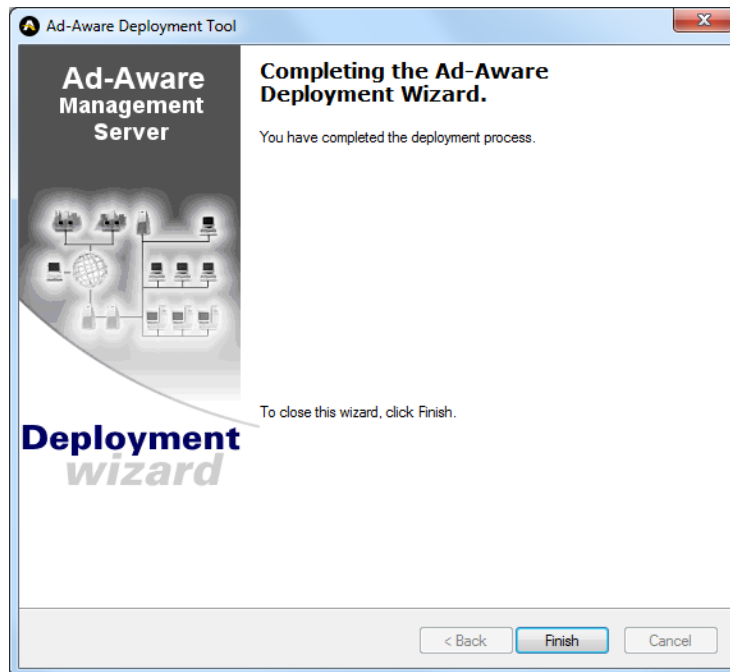 Ad-Aware Deployment Tool
Ad-Aware
Management
Server
Completing the Ad-Aware
Deployment Wizard.
You have completed the deployment process.
To close this wizard, click Finish.
Deployment
wizard
< Back
Finish
Cancel